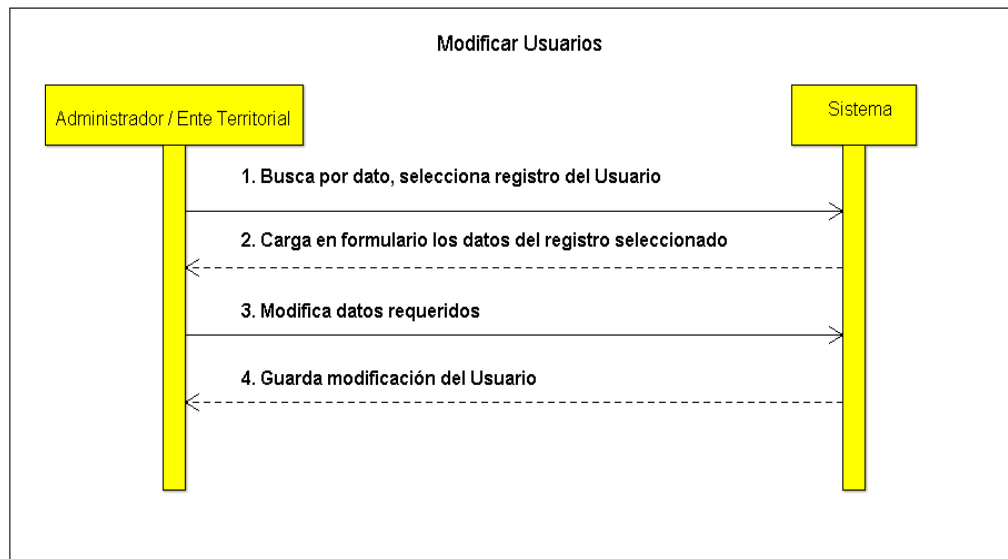 Modificar Usuarios
Administrador / Ente Territorial
Sistema
1. Busca por dato, selecciona registro del Usuario
2. Carga en formulario los datos del registro seleccionado
3. Modifica datos requeridos
4. Guarda modificación del Usuario